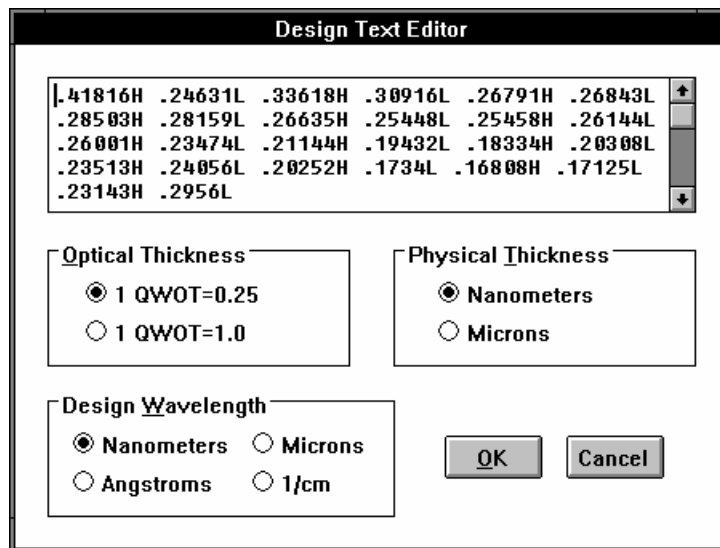 Design Text Editor
.41816H .24631L .33618H .30916L .26791H .26843L
.28503H .28159L .26635H .25448L .25458H .26144L
.26001H .23474L .21144H .19432L .18334H .20308L
.23513H .24056L .20252H .1734L .16808H .17125L
.23143H .2956L
Optical Thickness
1 QWOT=0.25
1 QWOT=1.0
Physical Thickness
Nanometers
Microns
Design Wavelength
Nanometers Microns
Angstroms 1/cm
OK Cancel